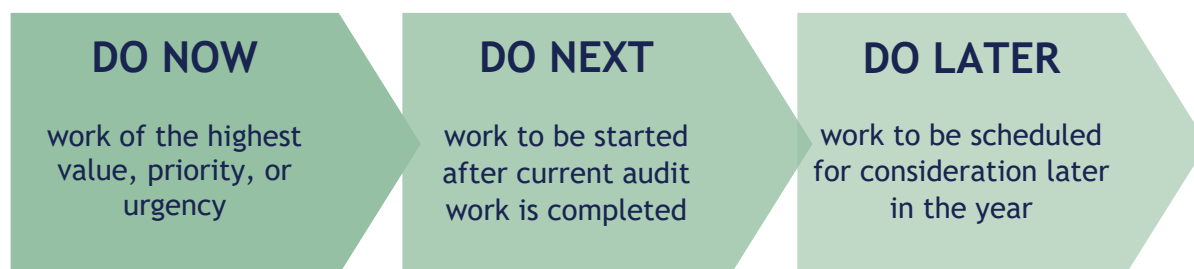 DO NOW
work of the highest
value, priority, or
urgency
DO NEXT
work to be started
after current audit
work is completed
DO LATER
work to be scheduled
for consideration later
in the year